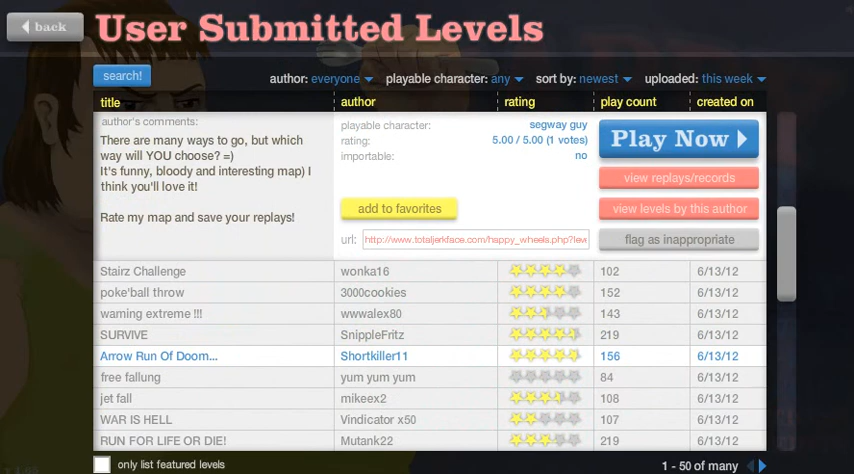 back
User Submitted Levels
search!
author: everyone playable character: any sort by: newest uploaded: this week
title author rating play count created on
author's comments:
There are many ways to go, but which
way will YOU choose? =)
It's funny, bloody and interesting map) I
think you'll love it!
Rate my map and save your replays!
playable character: segway guy
rating: 5.00 / 5.00 (1 votes)
importable: no
add to favorites
url: http://www.totaljerkface.com/happy_wheels.php?lev
Play Now
view replays/records
view levels by this author
flag as inappropriate
Stairz Challenge wonka16 102 6/13/12
poke'ball throw 3000cookies 152 6/13/12
warning extreme !!! wwwalex80 143 6/13/12
SURVIVE SnippleFritz 219 6/13/12
Arrow Run Of Doom... Shortkiller11 156 6/13/12
free fallung yum yum yum 84 6/13/12
jet fall mikeex2 108 6/13/12
WAR IS HELL Vindicator x50 107 6/13/12
RUN FOR LIFE OR DIE! Mutank22 219 6/13/12
only list featured levels 1 - 50 of many